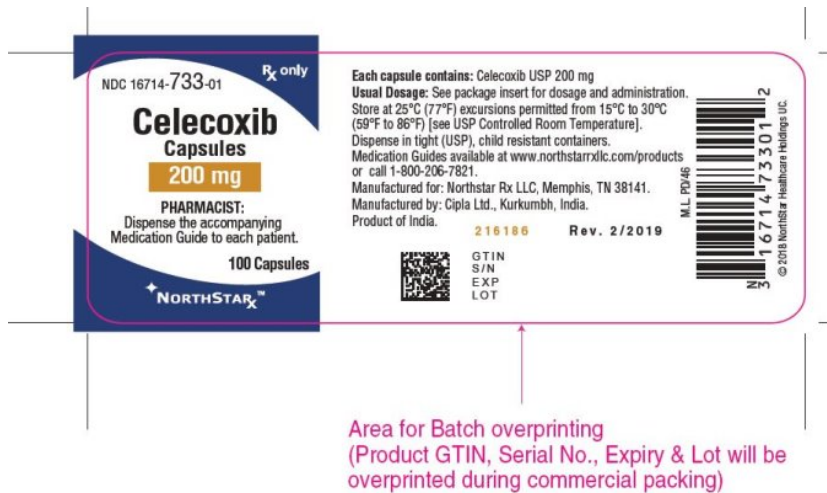 NDC 16714-733-01
Rx only
Celecoxib
Capsules
200 mg
PHARMACIST:
Dispense the accompanying
Medication Guide to each patient.
100 Capsules
NORTHSTARx™
Each capsule contains: Celecoxib USP 200 mg
Usual Dosage: See package insert for dosage and administration.
Store at 25°C (77°F) excursions permitted from 15°C to 30°C
(59°F to 86°F) [see USP Controlled Room Temperature].
Dispense in tight (USP), child resistant containers.
Medication Guides available at www.northstarrxllc.com/products
or call 1-800-206-7821.
Manufactured for: Northstar Rx LLC, Memphis, TN 38141.
Manufactured by: Cipla Ltd., Kurkumbh, India.
Product of India.
216186 Rev. 2/2019
GTIN
S/N
EXP
LOT
M.L. PD/46
N
3 16714 73301 2
© 2018 NorthStar Healthcare Holdings UC.
Area for Batch overprinting
(Product GTIN, Serial No., Expiry & Lot will be
overprinted during commercial packing)